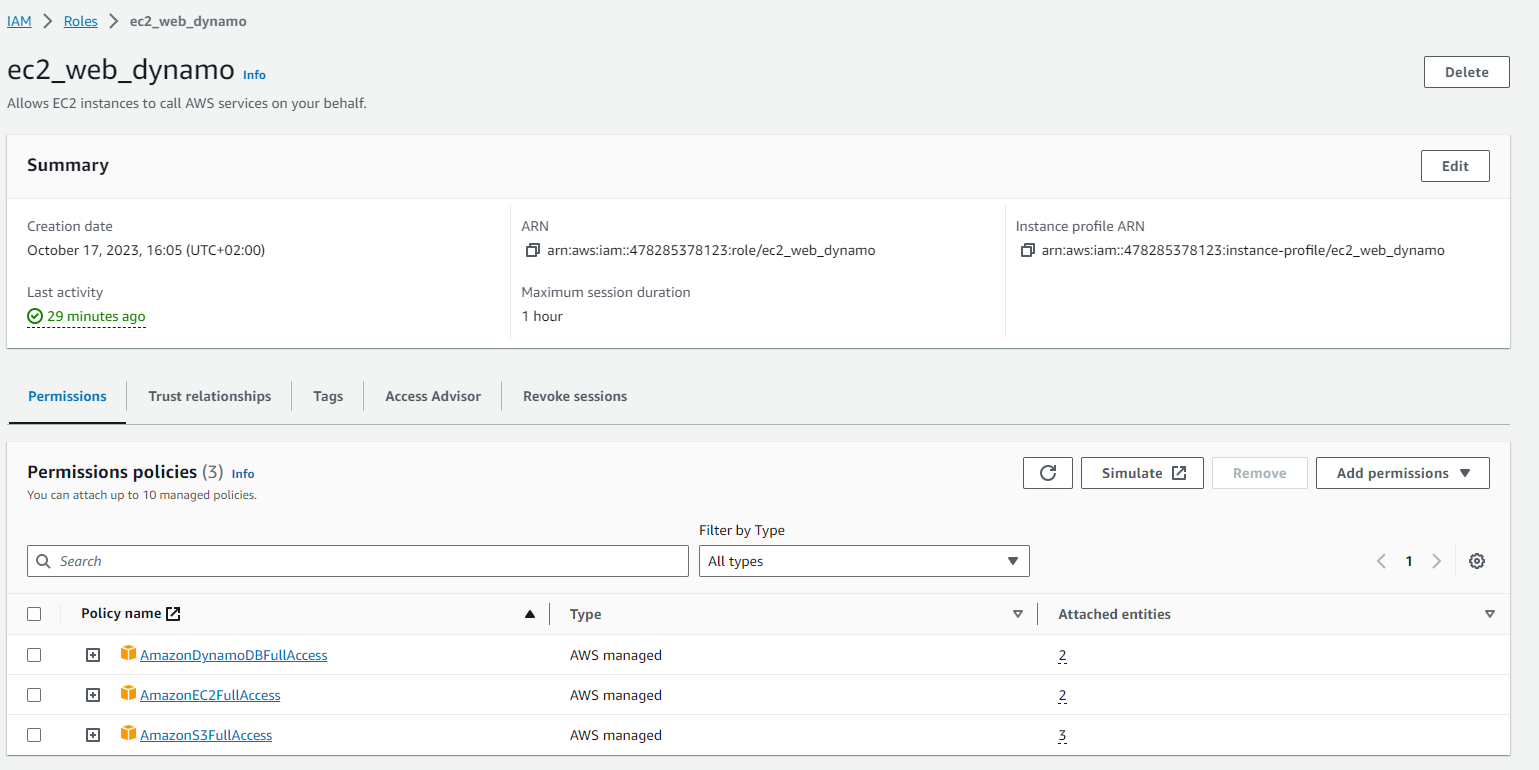 IAM > Roles > ec2_web_dynamo
ec2_web_dynamo Info
Delete
Allows EC2 instances to call AWS services on your behalf.
Summary
Edit
Creation date
October 17, 2023, 16:05 (UTC+02:00)
ARN
arn:aws:iam::478285378123:role/ec2_web_dynamo
Instance profile ARN
arn:aws:iam::478285378123:instance-profile/ec2_web_dynamo
Last activity
29 minutes ago
Maximum session duration
1 hour
Permissions Trust relationships Tags Access Advisor Revoke sessions
Permissions policies (3) Info
You can attach up to 10 managed policies.
Simulate Remove Add permissions
Filter by Type
Search All types 1
Policy name Type Attached entities
AmazonDynamoDBFullAccess AWS managed 2
AmazonEC2FullAccess AWS managed 2
AmazonS3FullAccess AWS managed 3